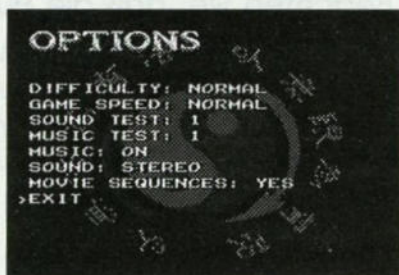 OPTIONS
DIFFICULTY: NORMAL
GAME SPEED: NORMAL
SOUND TEST: 1
MUSIC TEST: 1
MUSIC: ON
SOUND: STEREO
MOVIE SEQUENCES: YES
>EXIT